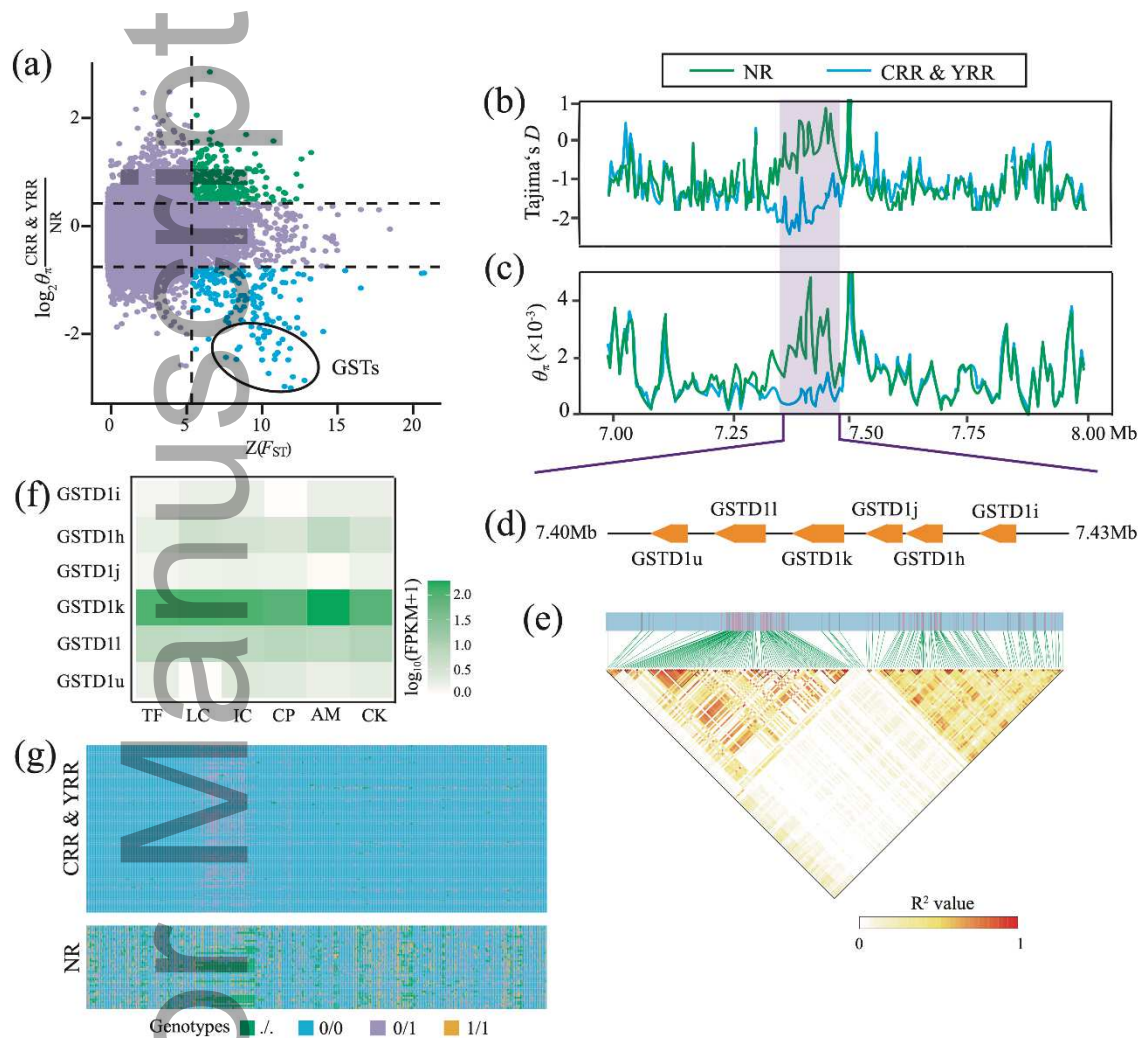 or Manuscript
(a)
2
0
-2
log₂θπ CRR & YRR
NR
GSTs
0 5 10 15 20
Z(FST)
NR CRR & YRR
(b)
1
0
-1
-2
Tajima‘s D
(c)
4
2
0
θπ (×10⁻³)
7.00 7.25 7.50 7.75 8.00 Mb
(d)
GSTD1l GSTD1j GSTD1i
7.40Mb 7.43Mb
GSTD1u GSTD1k GSTD1h
(e)
R² value
0 1
(f)
GSTD1i
GSTD1h
GSTD1j
GSTD1k
GSTD1l
GSTD1u
TF LC IC CP AM CK
2.0
1.5
1.0
0.5
0.0
log₁₀(FPKM+1)
(g)
CRR & YRR
NR
Genotypes ./. 0/0 0/1 1/1